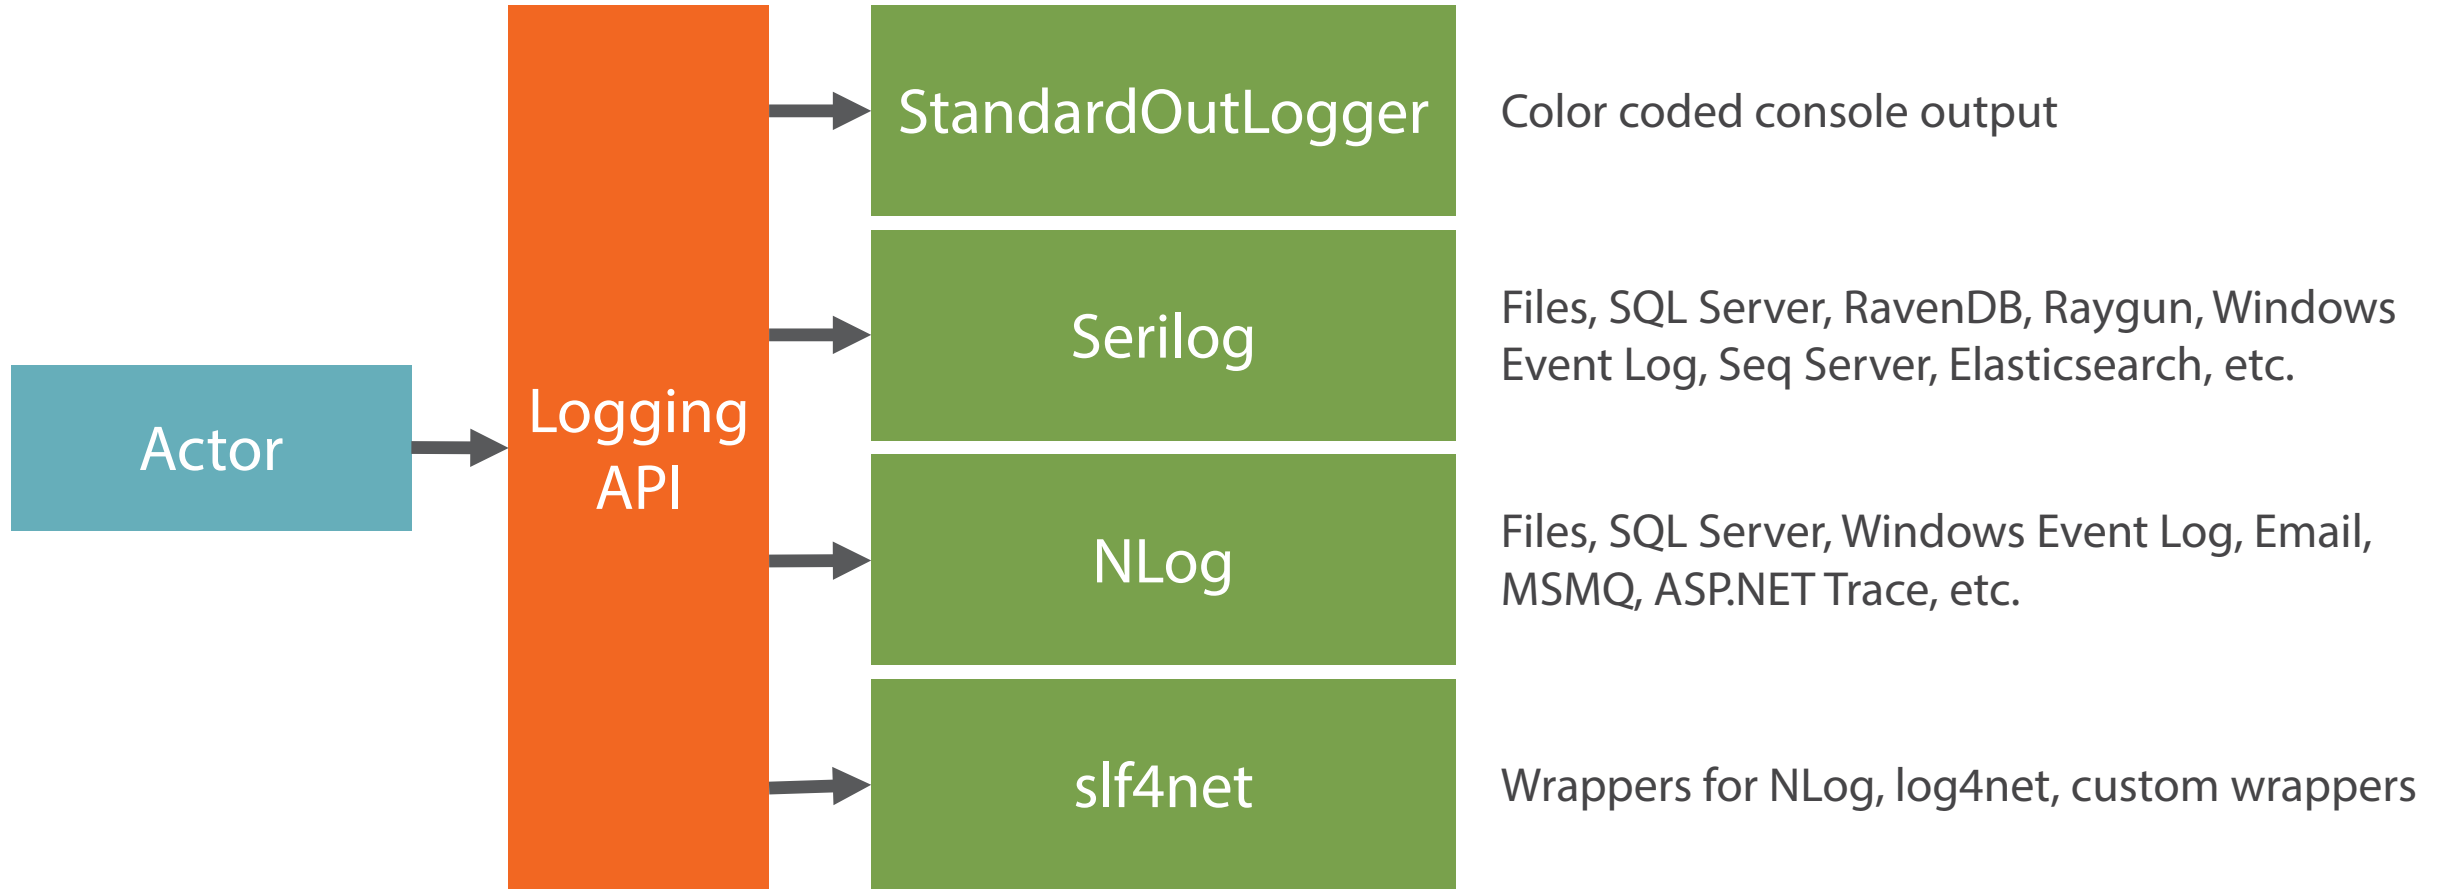 Actor
Logging
API
StandardOutLogger
Color coded console output
Serilog
Files, SQL Server, RavenDB, Raygun, Windows
Event Log, Seq Server, Elasticsearch, etc.
NLog
Files, SQL Server, Windows Event Log, Email,
MSMQ, ASP.NET Trace, etc.
slf4net
Wrappers for NLog, log4net, custom wrappers